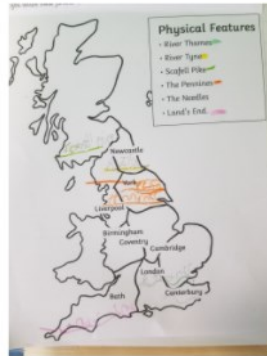 Physical Features
• River Thames
• River Tyne
• Scafell Pike
• The Pennines
• The Needles
• Land's End.
Newcastle
York
Liverpool
Birmingham
Coventry
Cambridge
London
Bath
Canterbury